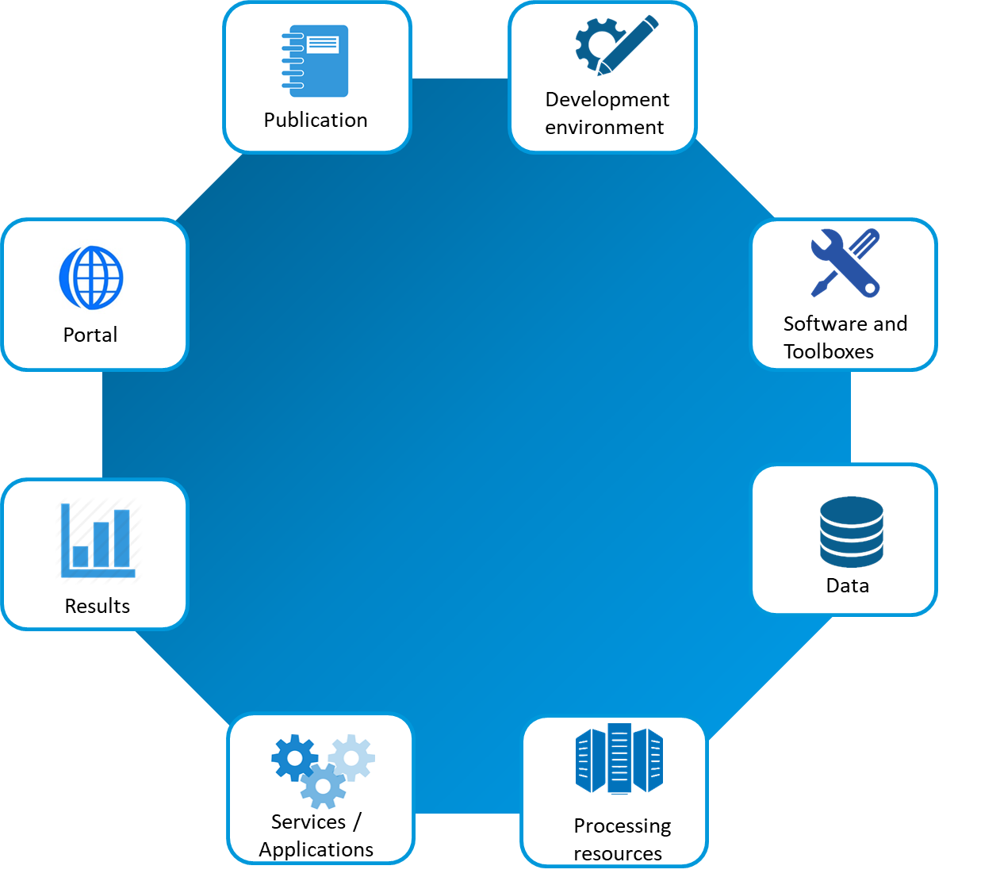 Publication
Development
environment
Portal
Software and
Toolboxes
Results
Data
Services /
Applications
Processing
resources